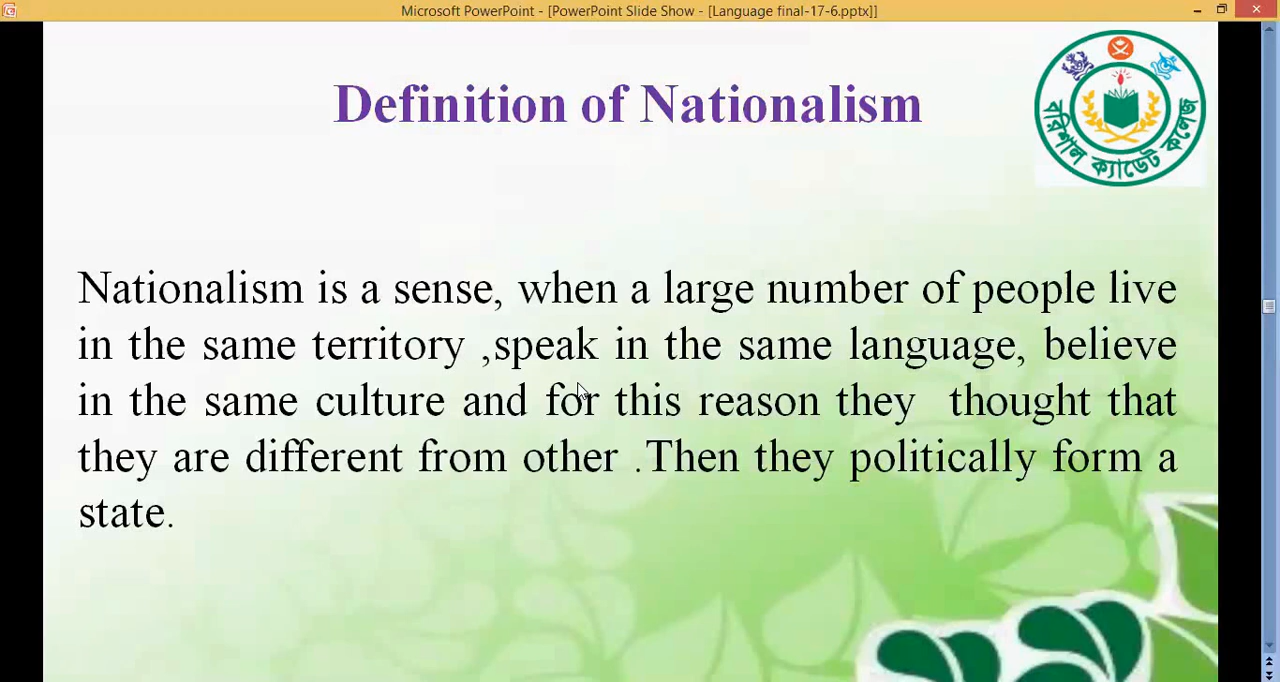 Microsoft PowerPoint - [PowerPoint Slide Show - [Language final-17-6.pptx]]
Definition of Nationalism
বরিশাল ক্যাডেট কলেজ
Nationalism is a sense, when a large number of people live
in the same territory ,speak in the same language, believe
in the same culture and for this reason they thought that
they are different from other .Then they politically form a
state.